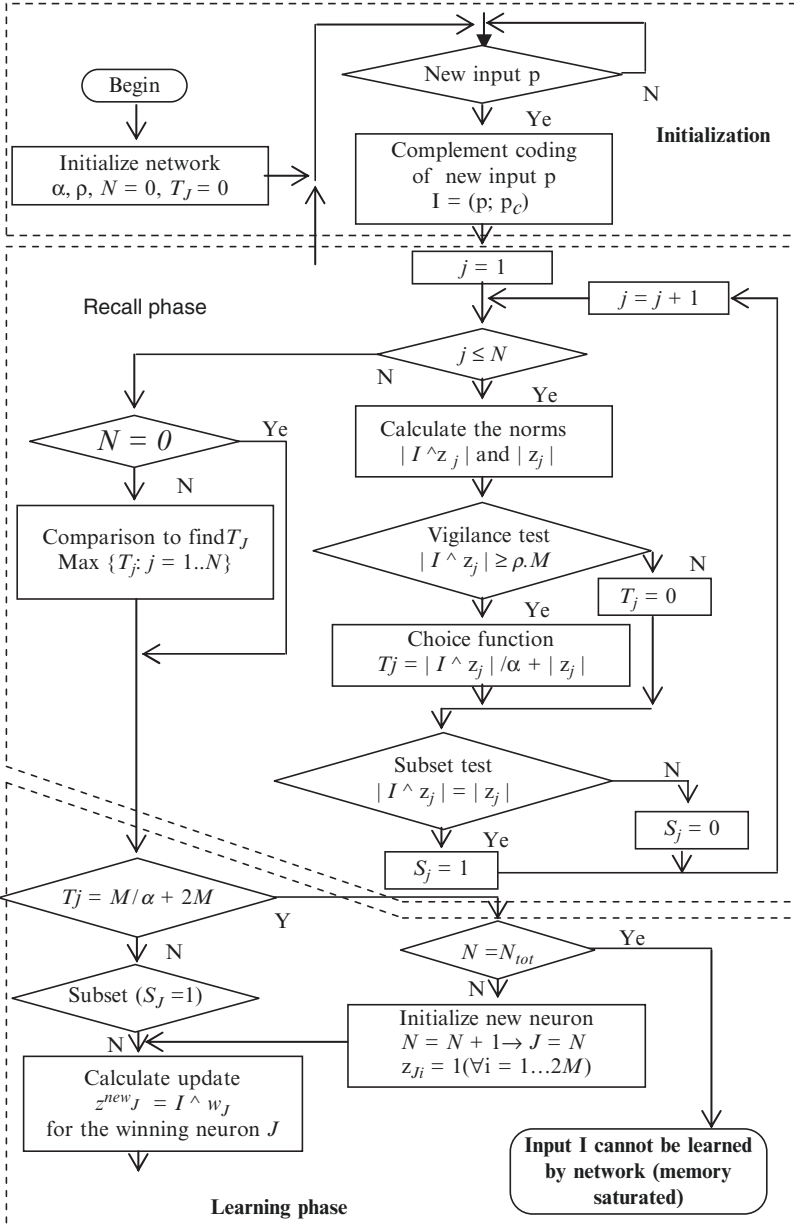 Begin
Initialize network
α, ρ, N = 0, T_J = 0
New input p
N
Ye
Complement coding
of new input p
I = (p; p_c)
Initialization
j = 1
j = j + 1
Recall phase
j ≤ N
N
Ye
N = 0
Ye
N
Comparison to find T_J
Max {T_j: j = 1..N}
Calculate the norms
| I ^z_j | and | z_j |
Vigilance test
| I ^ z_j | ≥ ρ.M
N
T_j = 0
Ye
Choice function
Tj = | I ^ z_j | /α + | z_j |
Subset test
| I ^ z_j | = | z_j |
N
S_j = 0
Ye
S_j = 1
Tj = M/α + 2M
Y
N
N =N_tot
Ye
N
Subset (S_J =1)
N
Initialize new neuron
N = N + 1→ J = N
z_Ji = 1(∀i = 1...2M)
Calculate update
z^new_J = I ^ w_J
for the winning neuron J
Input I cannot be learned
by network (memory
saturated)
Learning phase